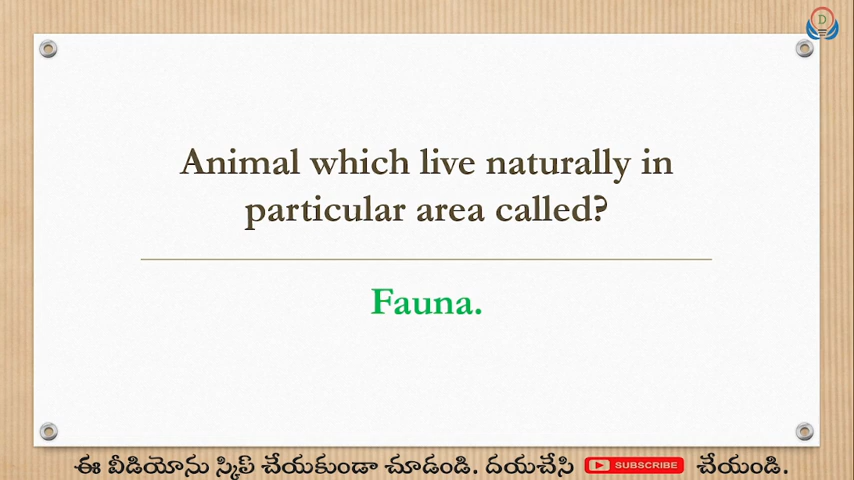 D
Animal which live naturally in
particular area called?
Fauna.
ఈ వీడియోను స్కిప్ చేయకుండా చూడండి. దయచేసి SUBSCRIBE చేయండి.